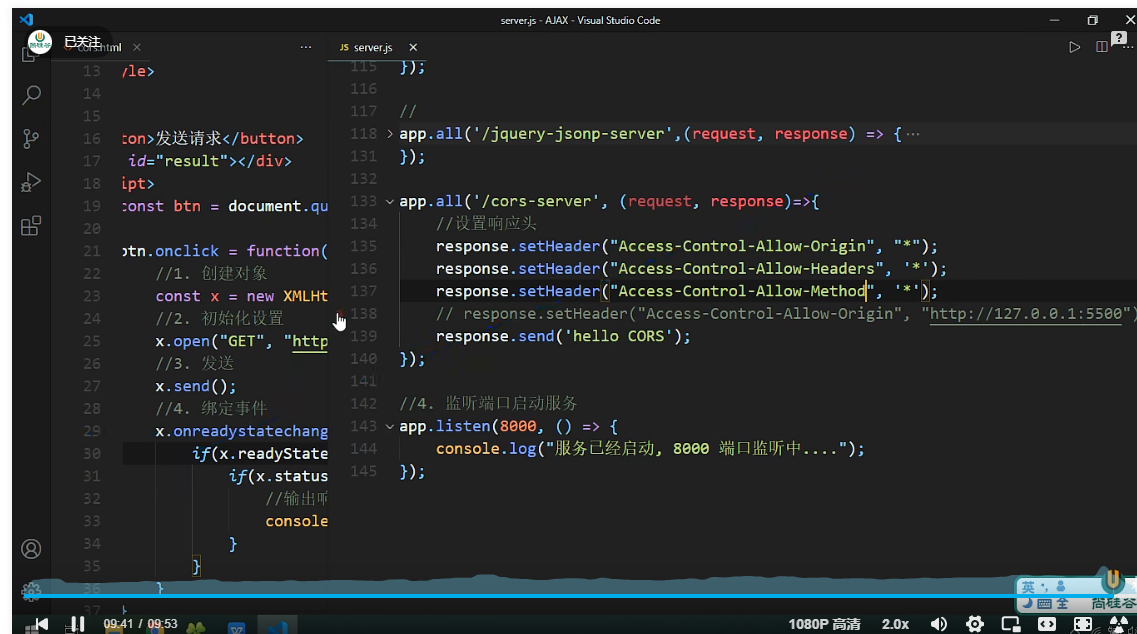 server.js - AJAX - Visual Studio Code
已关注
cors.html
JS server.js
13 /le>
14
15
16 :ton>发送请求</button>
17 id="result"></div>
18 ipt>
19 const btn = document.qu
20
21 btn.onclick = function(
22 //1. 创建对象
23 const x = new XMLHt
24 //2. 初始化设置
25 x.open("GET", "http
26 //3. 发送
27 x.send();
28 //4. 绑定事件
29 x.onreadystatechang
30 if(x.readyState
31 if(x.status
32 //输出响
33 console
34 }
35 }
36 }
37 }
115 });
116
117 //
118 app.all('/jquery-jsonp-server',(request, response) => { ···
131 });
132
133 app.all('/cors-server', (request, response)=>{
134 //设置响应头
135 response.setHeader("Access-Control-Allow-Origin", "*");
136 response.setHeader("Access-Control-Allow-Headers", '*');
137 response.setHeader("Access-Control-Allow-Method", '*');
138 // response.setHeader("Access-Control-Allow-Origin", "http://127.0.0.1:5500")
139 response.send('hello CORS');
140 });
141
142 //4. 监听端口启动服务
143 app.listen(8000, () => {
144 console.log("服务已经启动, 8000 端口监听中....");
145 });
英
全
尚硅谷
09:41 / 09:53
1080P 高清
2.0x